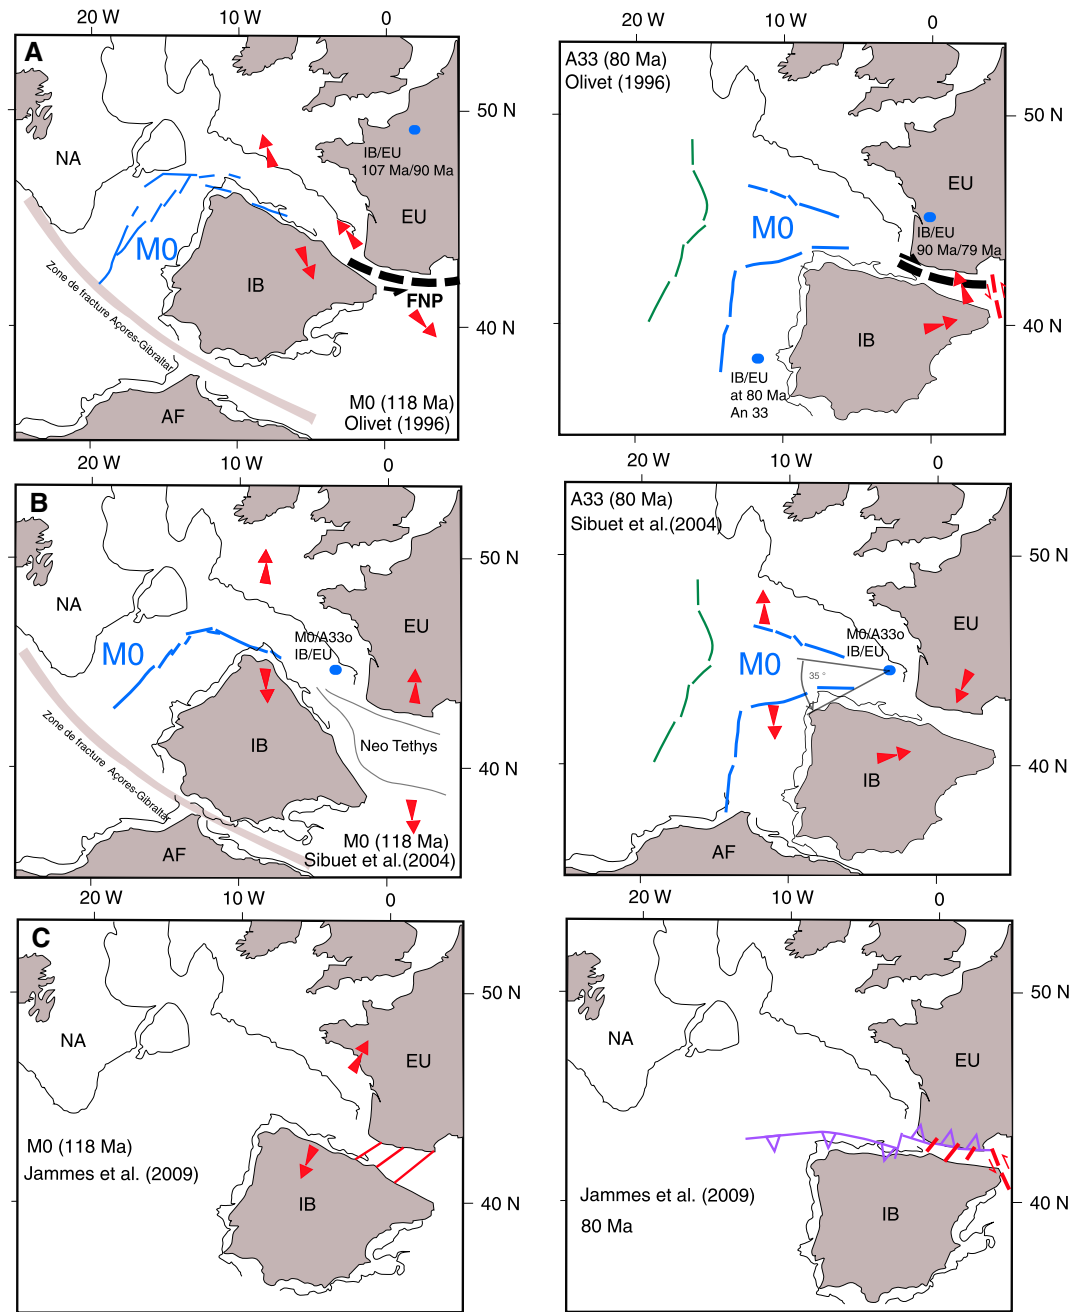 20 W
10 W
0
A
NA
IB/EU
107 Ma/90 Ma
50 N
EU
M0
IB
FNP
40 N
Zone de fracture Açores-Gibraltar
AF
M0 (118 Ma)
Olivet (1996)
20 W
10 W
0
10 W
0
A33 (80 Ma)
Olivet (1996)
50 N
EU
M0
IB/EU
90 Ma/79 Ma
40 N
IB
IB/EU
at 80 Ma
An 33
20 W
10 W
0
B
50 N
NA
M0
M0/A33o
IB/EU
EU
IB
Neo Tethys
40 N
Zone de fracture Açores-Gibraltar
AF
M0 (118 Ma)
Sibuet et al.(2004)
20 W
10 W
0
20 W
10 W
0
A33 (80 Ma)
Sibuet et al.(2004)
50 N
M0/A33o
IB/EU
EU
M0
35 °
40 N
IB
AF
20 W
10 W
0
C
50 N
NA
EU
M0 (118 Ma)
Jammes et al. (2009)
IB
40 N
50 N
NA
EU
Jammes et al. (2009)
80 Ma
IB
40 N